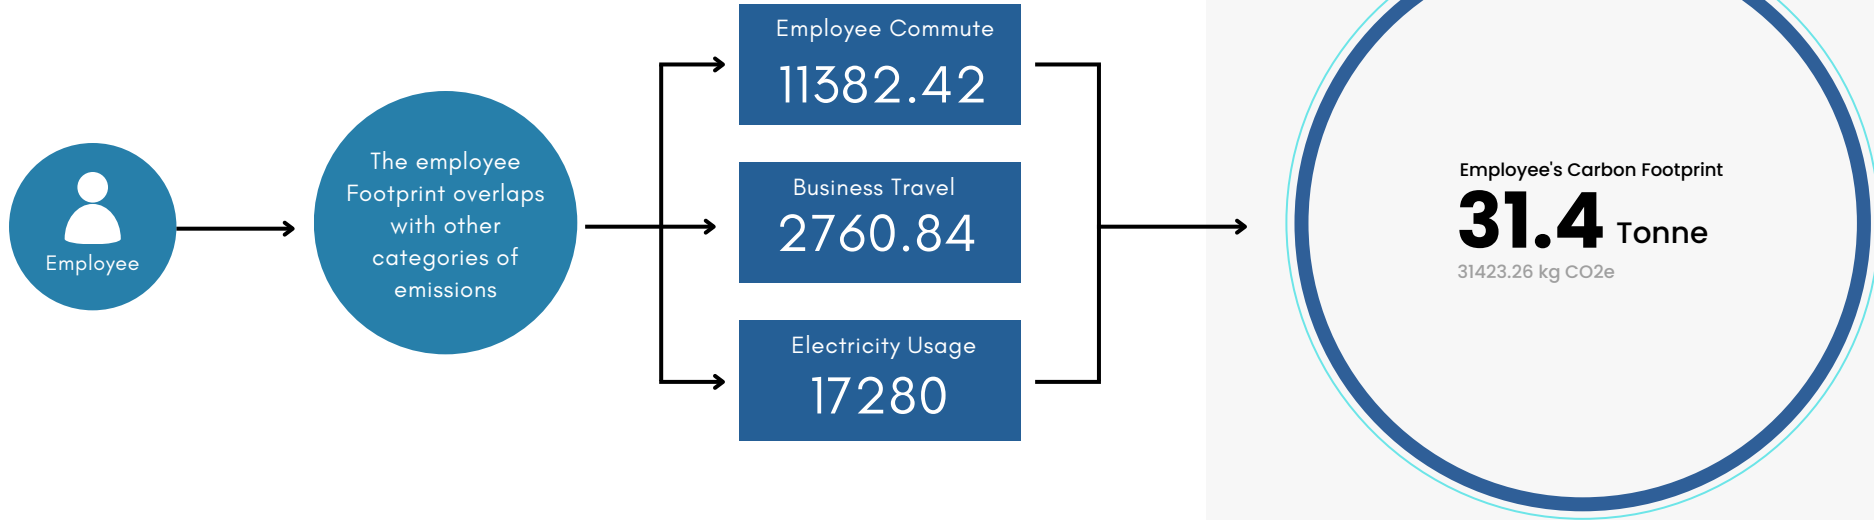 Employee
The employee
Footprint overlaps
with other
categories of
emissions
Employee Commute
11382.42
Business Travel
2760.84
Electricity Usage
17280
Employee's Carbon Footprint
31.4 Tonne
31423.26 kg CO2e